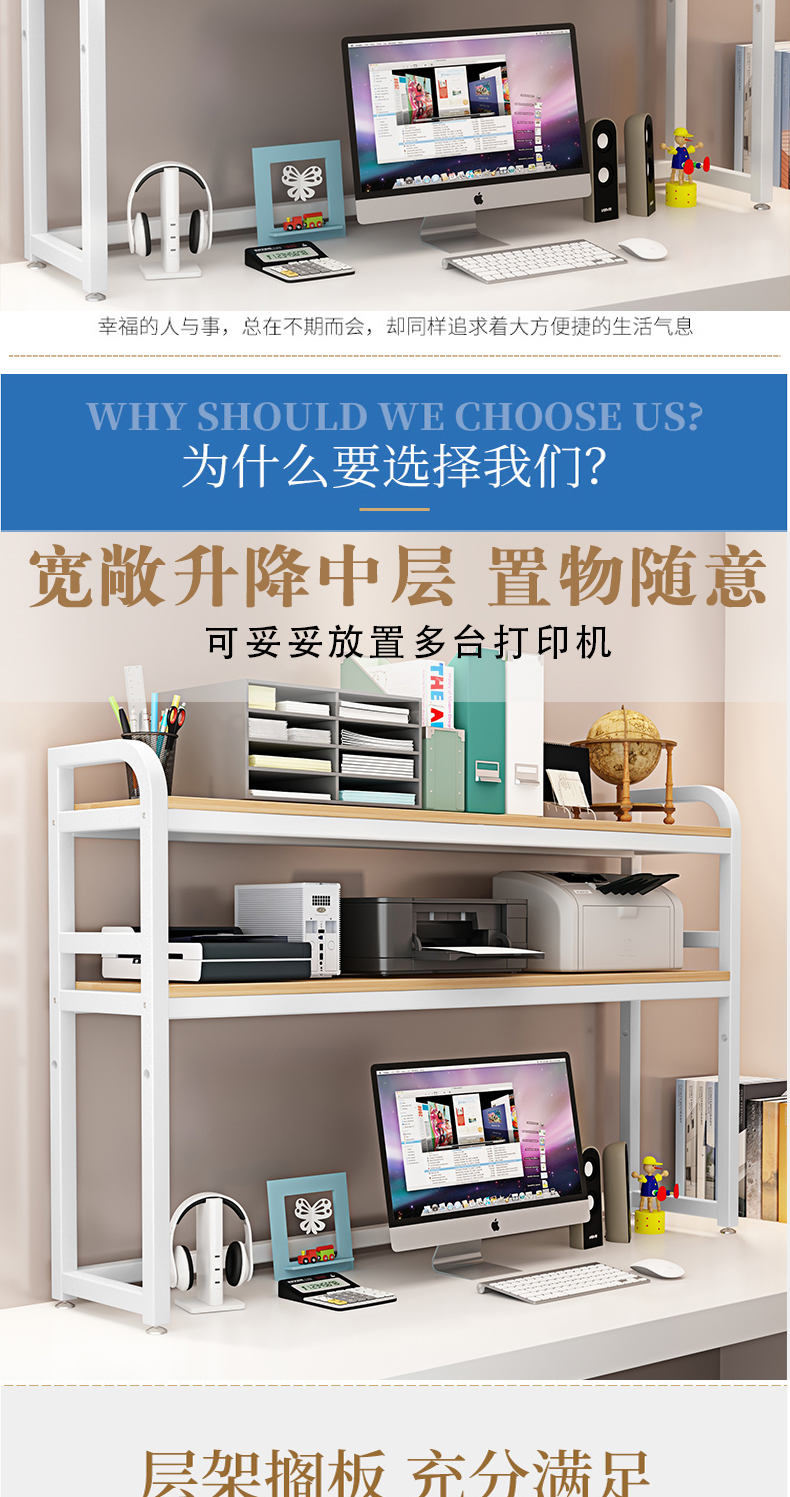 幸福的人与事，总在不期而会，却同样追求着大方便捷的生活气息
WHY SHOULD WE CHOOSE US?
为什么要选择我们？
宽敞升降中层 置物随意
可妥妥放置多台打印机
THE A
层架搁板 充分满足